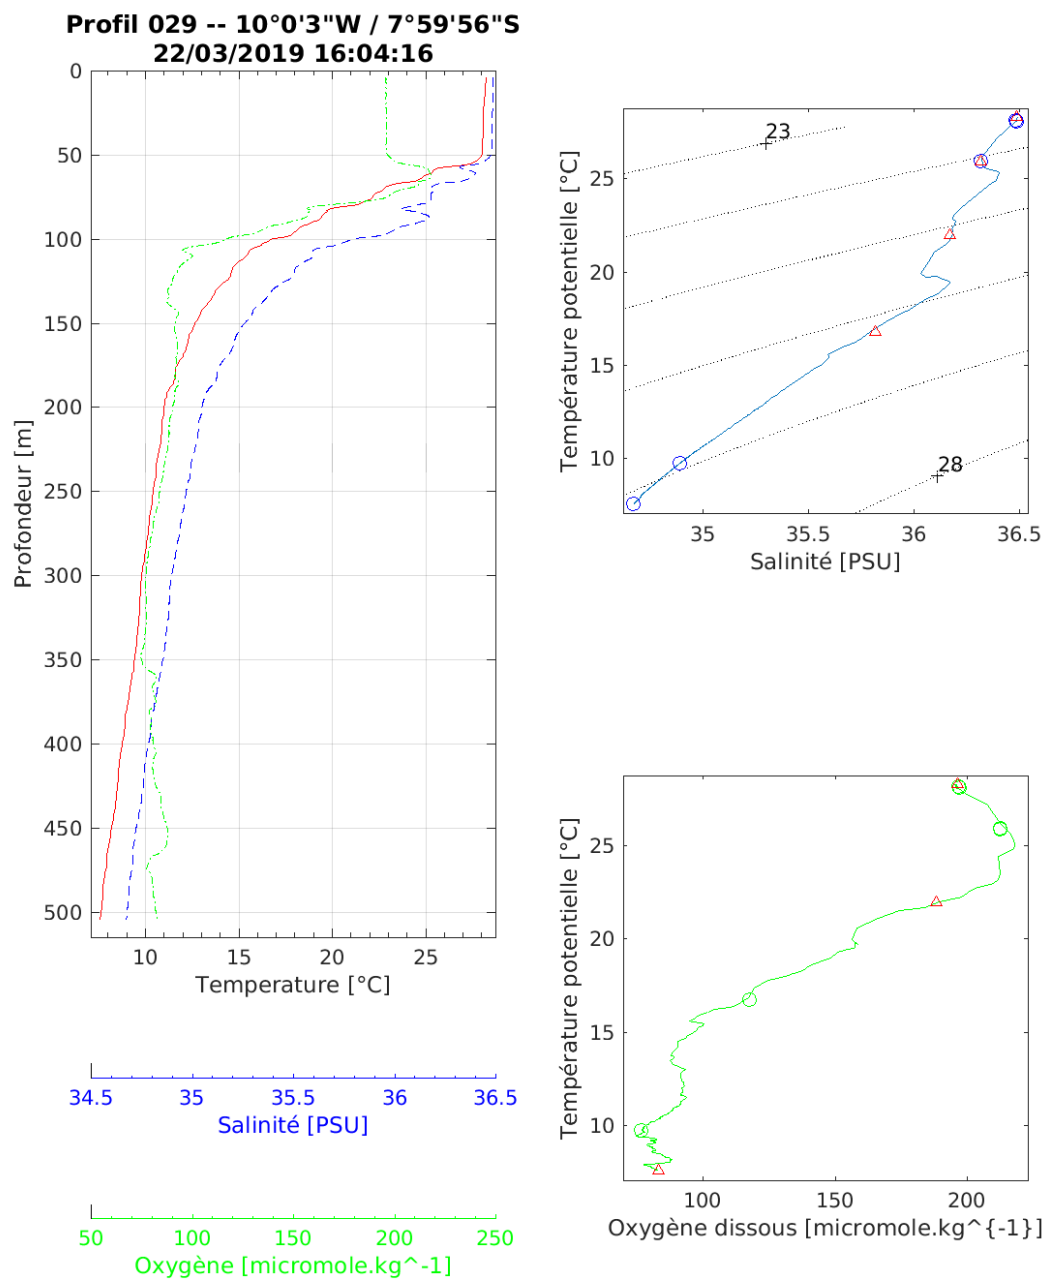 Profil 029 -- 10°0'3"W / 7°59'56"S
22/03/2019 16:04:16
0
50
100
150
200
250
300
350
400
450
500
Profondeur [m]
10 15 20 25
Temperature [°C]
34.5 35 35.5 36 36.5
Salinité [PSU]
50 100 150 200 250
Oxygène [micromole.kg^-1]
23
28
25
20
15
10
Température potentielle [°C]
35 35.5 36 36.5
Salinité [PSU]
25
20
15
10
Température potentielle [°C]
100 150 200
Oxygène dissous [micromole.kg^{-1}]